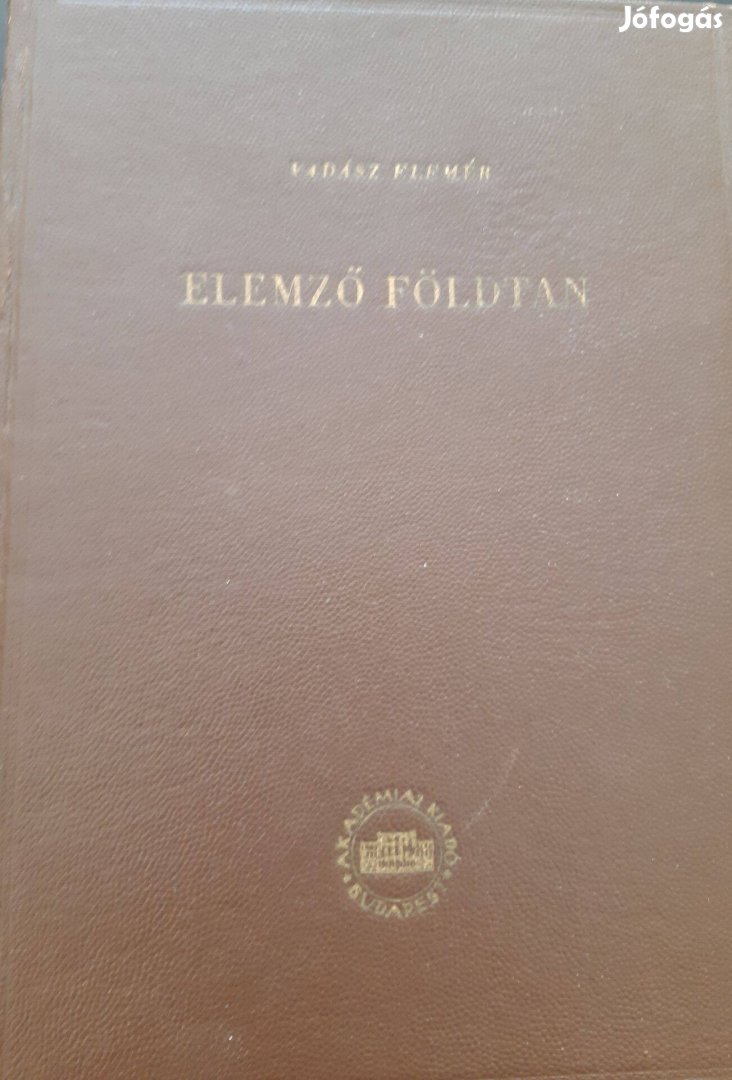 Jófogás
VADÁSZ ELEMÉR
ELEMZŐ FÖLDTAN
AKADÉMIAI KIADÓ
BUDAPEST